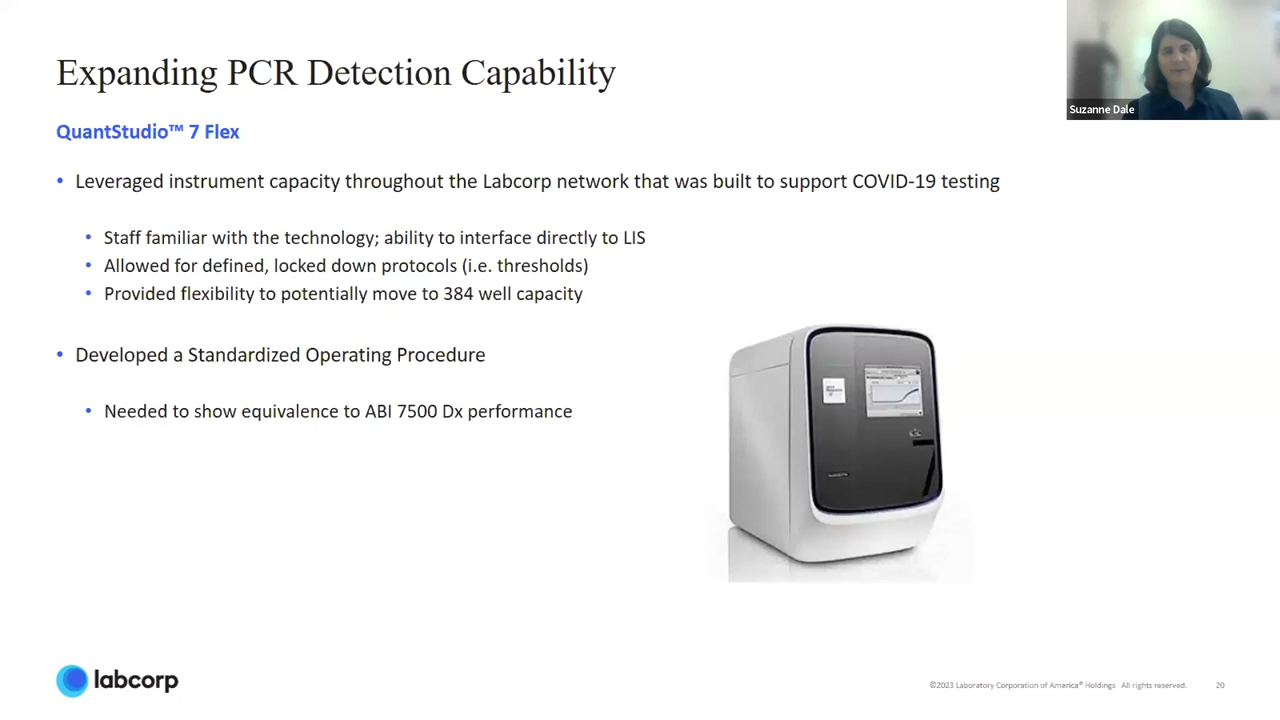 Expanding PCR Detection Capability
Suzanne Dale
QuantStudio™ 7 Flex
• Leveraged instrument capacity throughout the Labcorp network that was built to support COVID-19 testing
• Staff familiar with the technology; ability to interface directly to LIS
• Allowed for defined, locked down protocols (i.e. thresholds)
• Provided flexibility to potentially move to 384 well capacity
• Developed a Standardized Operating Procedure
• Needed to show equivalence to ABI 7500 Dx performance
labcorp
©2023 Laboratory Corporation of America® Holdings All rights reserved. 20